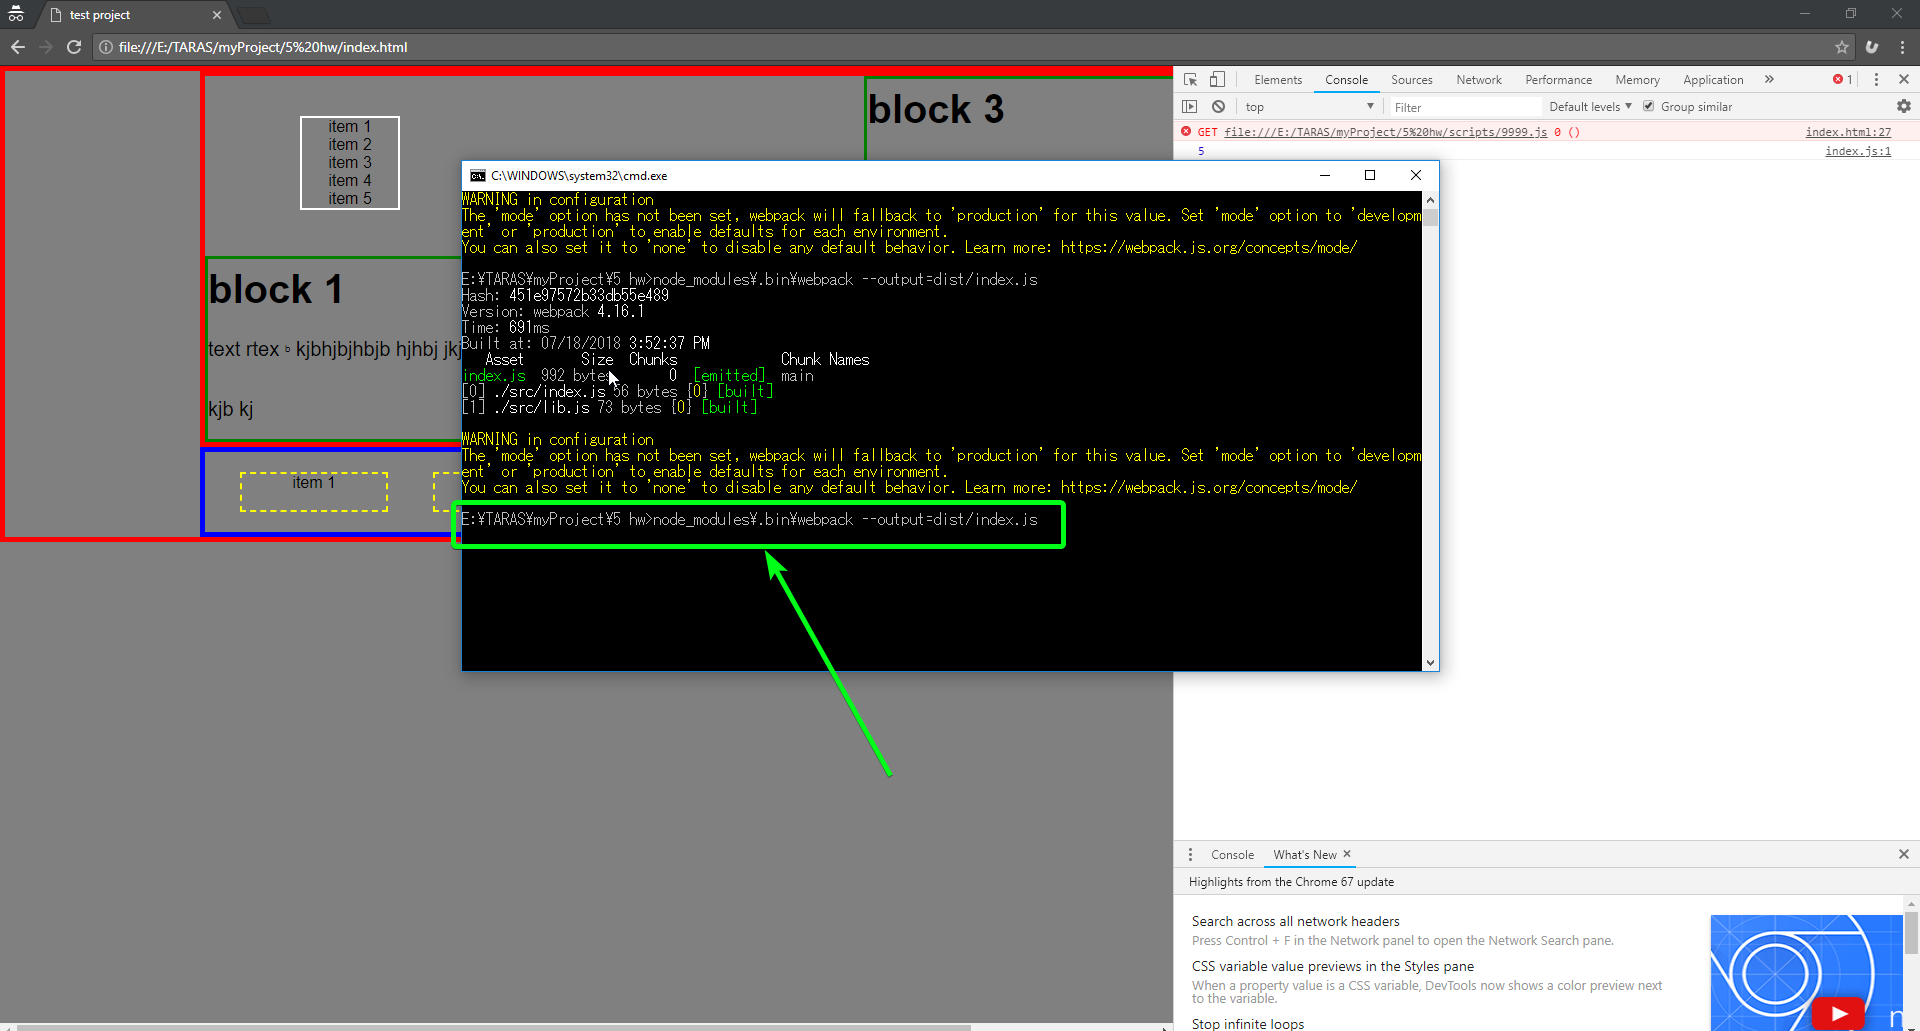 test project
file:///E:/TARAS/myProject/5%20hw/index.html
item 1
item 2
item 3
item 4
item 5
block 3
block 1
text rtex b kjbhjbjhbjb hjhbj jkj
kjb kj
item 1
C:\WINDOWS\system32\cmd.exe
WARNING in configuration
The 'mode' option has not been set, webpack will fallback to 'production' for this value. Set 'mode' option to 'developm
ent' or 'production' to enable defaults for each environment.
You can also set it to 'none' to disable any default behavior. Learn more: https://webpack.js.org/concepts/mode/
E:¥TARAS¥myProject¥5 hw>node_modules¥.bin¥webpack --output=dist/index.js
Hash: 451e97572b33db55e489
Version: webpack 4.16.1
Time: 691ms
Built at: 07/18/2018 3:52:37 PM
Asset Size Chunks Chunk Names
index.js 992 bytes 0 [emitted] main
[0] ./src/index.js 56 bytes {0} [built]
[1] ./src/lib.js 73 bytes {0} [built]
WARNING in configuration
The 'mode' option has not been set, webpack will fallback to 'production' for this value. Set 'mode' option to 'developm
ent' or 'production' to enable defaults for each environment.
You can also set it to 'none' to disable any default behavior. Learn more: https://webpack.js.org/concepts/mode/
E:¥TARAS¥myProject¥5 hw>node_modules¥.bin¥webpack --output=dist/index.js
Elements Console Sources Network Performance Memory Application » 1
top Filter Default levels Group similar
GET file:///E:/TARAS/myProject/5%20hw/scripts/9999.js 0 () index.html:27
5 index.js:1
Console What's New
Highlights from the Chrome 67 update
Search across all network headers
Press Control + F in the Network panel to open the Network Search pane.
CSS variable value previews in the Styles pane
When a property value is a CSS variable, DevTools now shows a color preview next
to the variable.
Stop infinite loops
n